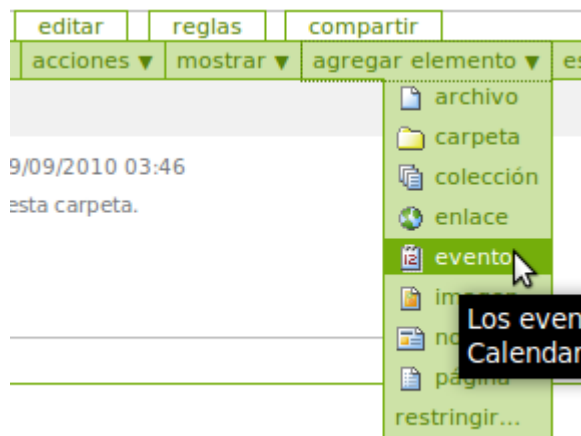 editar reglas compartir
acciones ▼ mostrar ▼ agregar elemento ▼
archivo
9/09/2010 03:46
carpeta
esta carpeta.
colección
enlace
evento
Los even
Calendar
página
restringir...